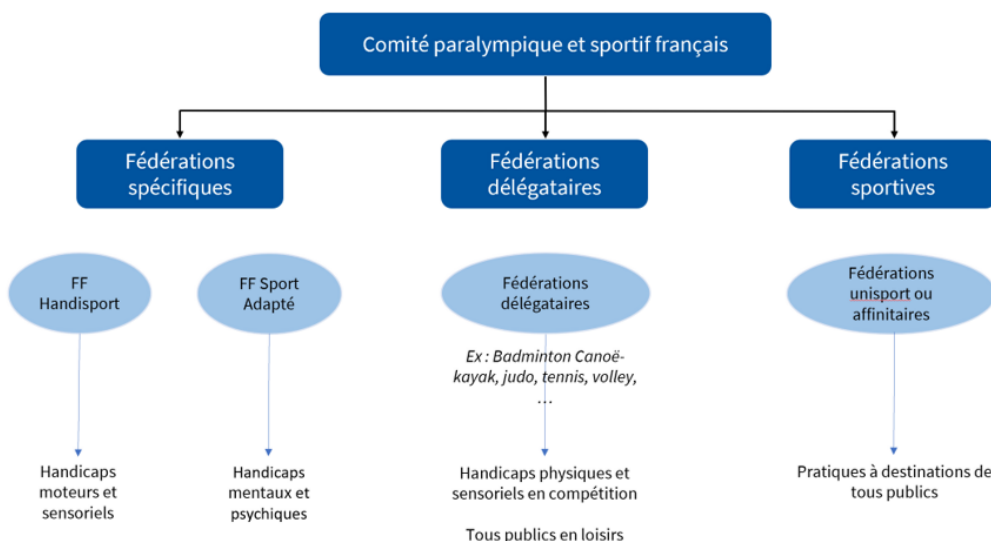 Comité paralympique et sportif français
Fédérations
spécifiques
Fédérations
délégataires
Fédérations
sportives
FF
Handisport
FF Sport
Adapté
Fédérations
délégataires
Fédérations
unisport ou
affinitaires
Ex : Badminton Canoë-
kayak, judo, tennis, volley,
…
Handicaps
moteurs et
sensoriels
Handicaps
mentaux et
psychiques
Handicaps physiques et
sensoriels en compétition
Tous publics en loisirs
Pratiques à destinations de
tous publics